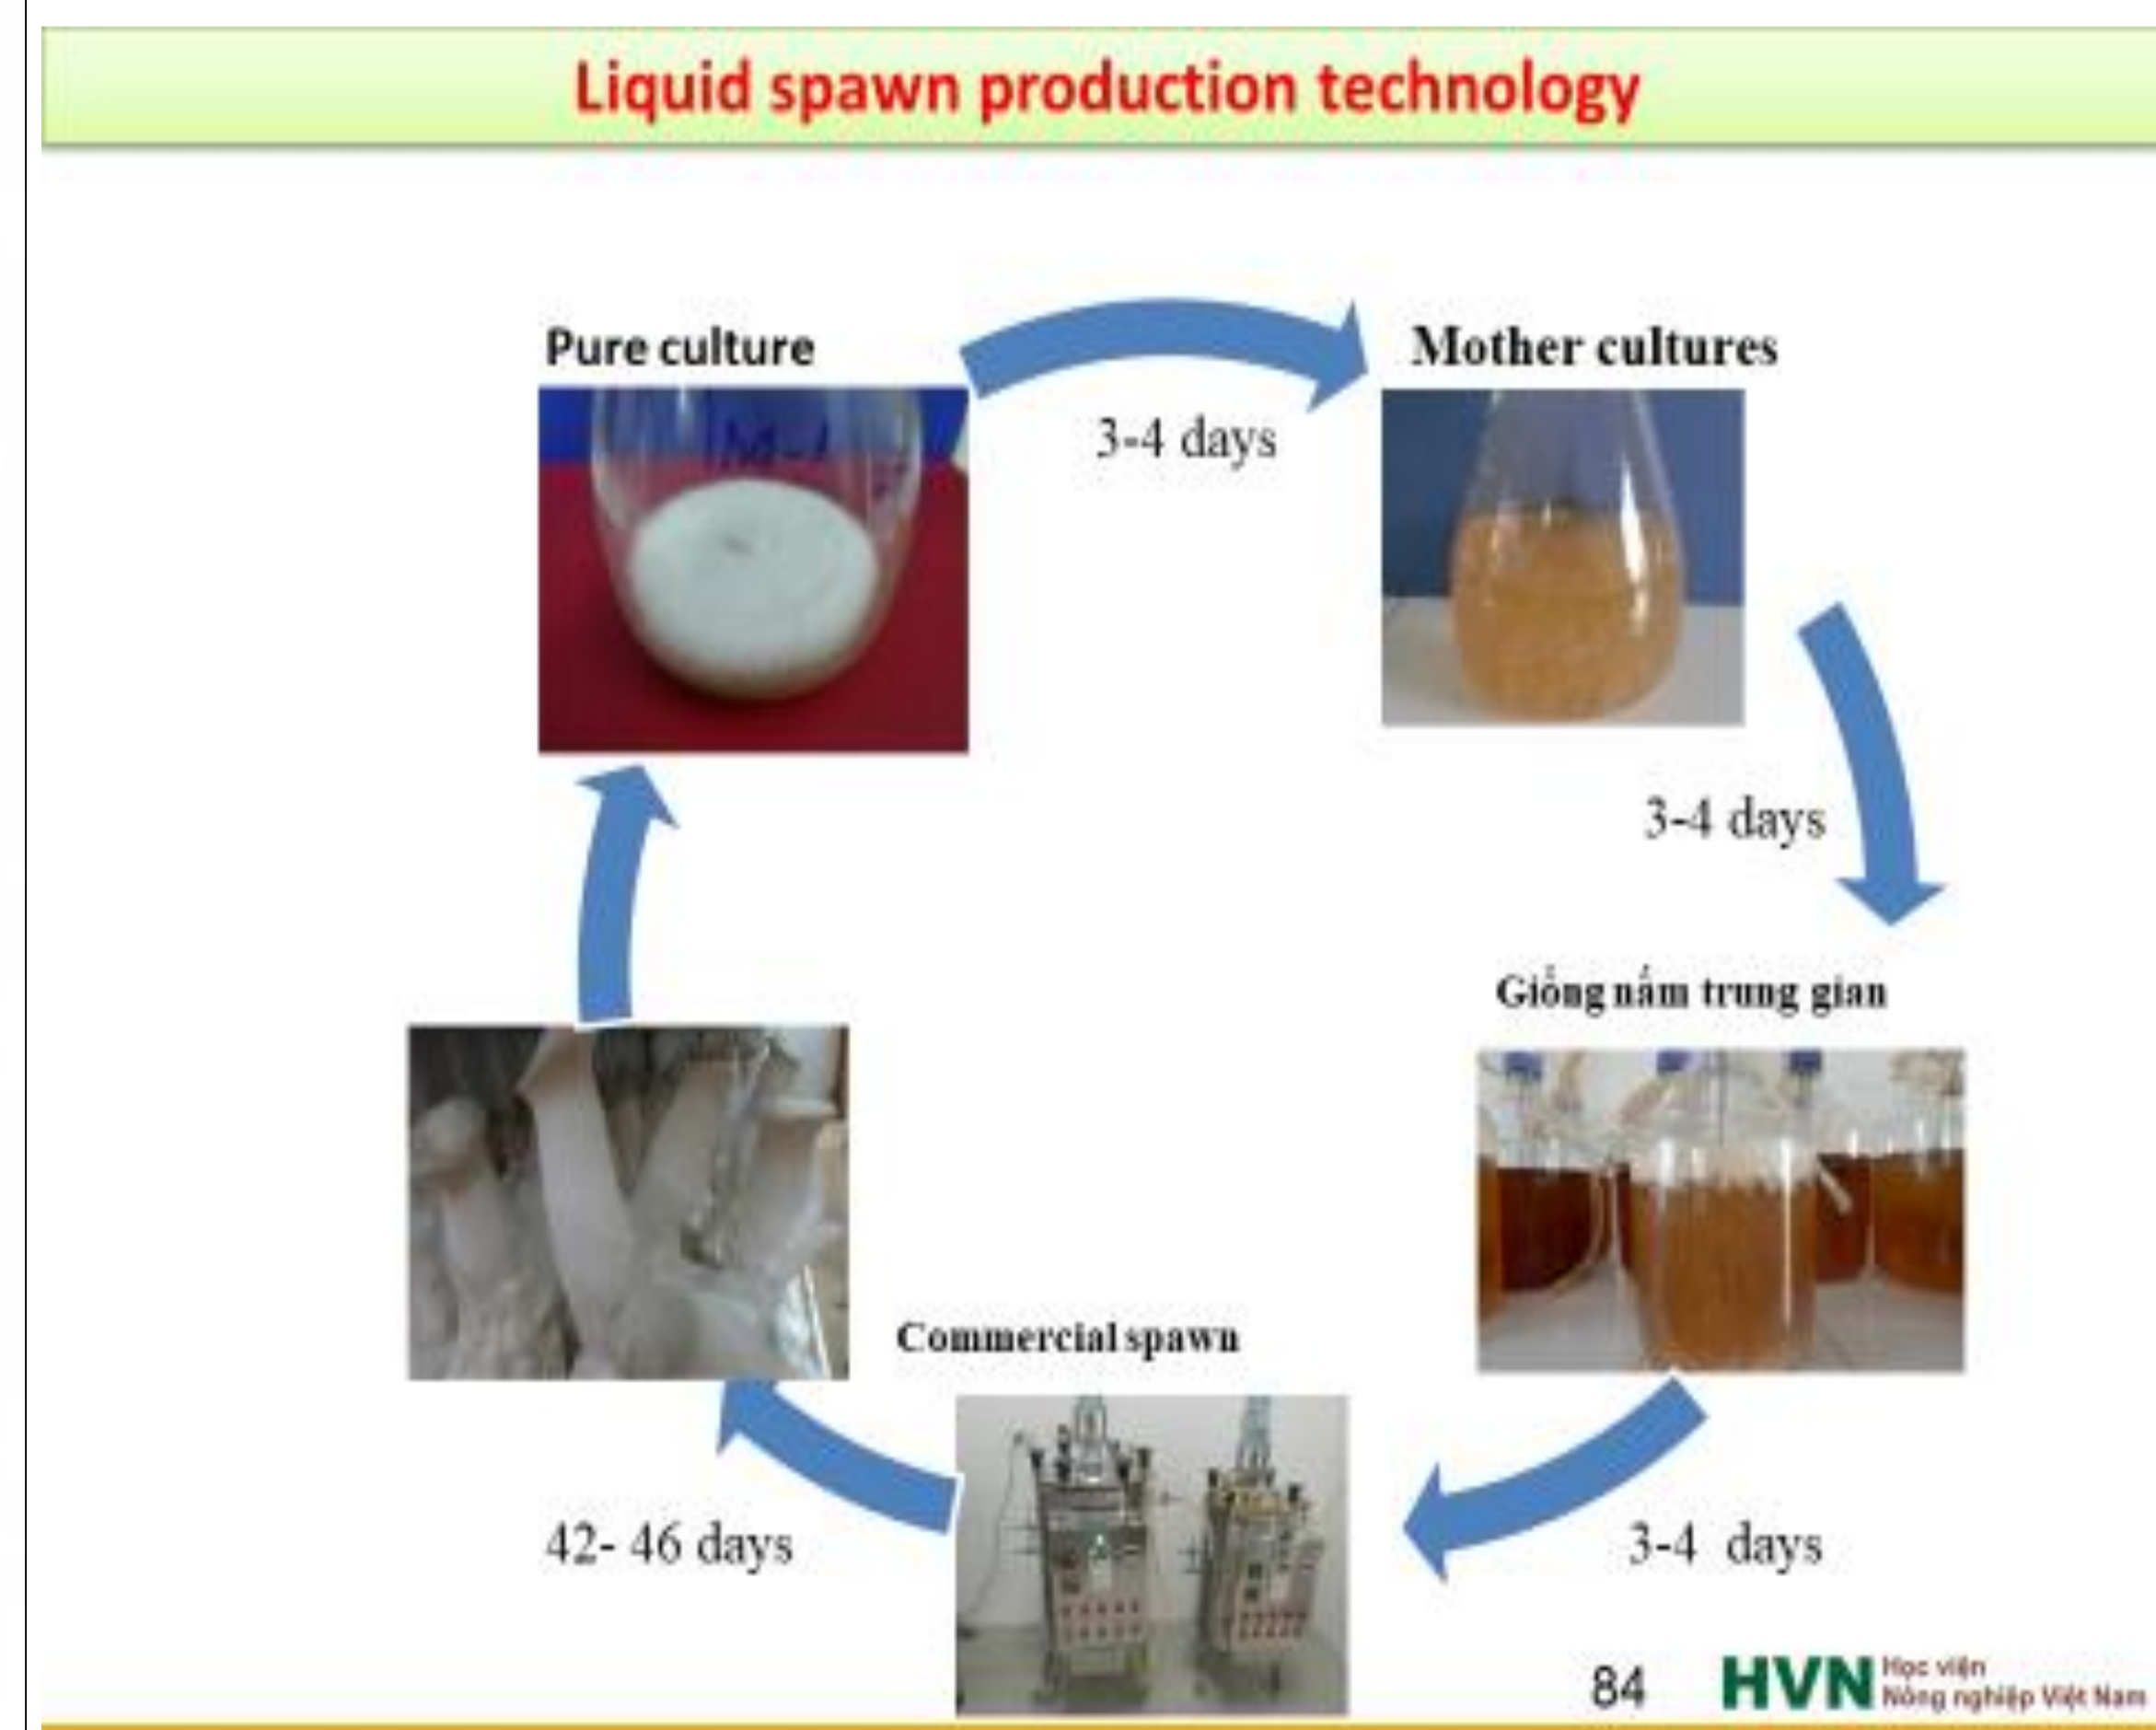 Liquid spawn production technology
Pure culture
Mother cultures
3-4 days
3-4 days
Giống nấm trung gian
Commercial spawn
42- 46 days
3-4 days
84
HVN
Học viện
Nông nghiệp Việt Nam